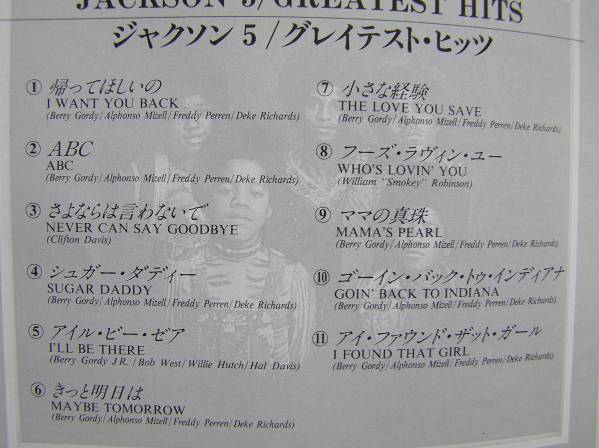 JACKSON 5/GREATEST HITS
ジャクソン5/グレイテスト・ヒッツ
① 帰ってほしいの
I WANT YOU BACK
(Berry Gordy/Alphonso Mizell/Freddy Perren/Deke Richards)
② ABC
ABC
(Berry Gordy/Alphonso Mizell/Freddy Perren/Deke Richards)
③ さよならは言わないで
NEVER CAN SAY GOODBYE
(Clifton Davis)
④ シュガー・ダディー
SUGAR DADDY
(Berry Gordy/Alphonso Mizell/Freddy Perren/Deke Richards)
⑤ アイル・ビー・ゼア
I'LL BE THERE
(Berry Gordy J.R./Bob West/Willie Hutch/Hal Davis)
⑥ きっと明日は
MAYBE TOMORROW
(Berry Gordy/Alphonso Mizell/Freddy Perren/Deke Richards)
⑦ 小さな経験
THE LOVE YOU SAVE
(Berry Gordy/Alphonso Mizell/Freddy Perren/Deke Richards)
⑧ フーズ・ラヴィン・ユー
WHO'S LOVIN' YOU
(William "Smokey" Robinson)
⑨ ママの真珠
MAMA'S PEARL
(Berry Gordy/Alphonso Mizell/Freddy Perren/Deke Richards)
⑩ ゴーイン・バック・トゥ・インディアナ
GOIN' BACK TO INDIANA
(Berry Gordy/Alphonso Mizell/Freddy Perren/Deke Richards)
⑪ アイ・ファウンド・ザット・ガール
I FOUND THAT GIRL
(Berry Gordy/Alphonso Mizell/Freddy Perren/Deke Richards)